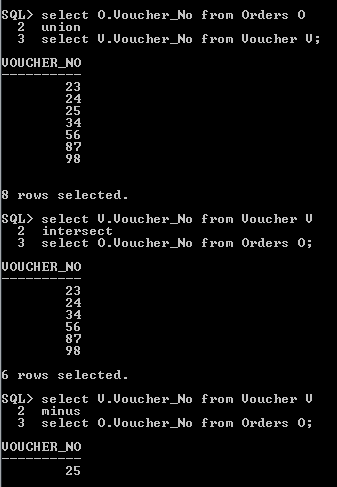 SQL> select O.Voucher_No from Orders O
2 union
3 select V.Voucher_No from Voucher V;
VOUCHER_NO
----------
23
24
25
34
56
87
98
8 rows selected.
SQL> select V.Voucher_No from Voucher V
2 intersect
3 select O.Voucher_No from Orders O;
VOUCHER_NO
----------
23
24
34
56
87
98
6 rows selected.
SQL> select V.Voucher_No from Voucher V
2 minus
3 select O.Voucher_No from Orders O;
VOUCHER_NO
----------
25